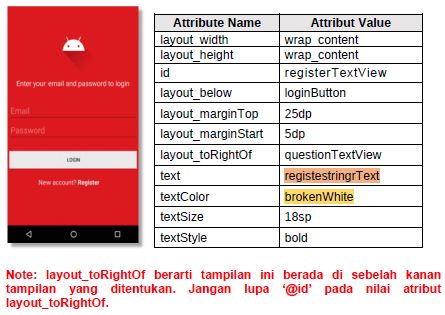 Enter your email and password to login
Email
Password
LOGIN
New account? Register
Attribute Name Attribut Value
layout_width wrap_content
layout_height wrap_content
id registerTextView
layout_below loginButton
layout_marginTop 25dp
layout_marginStart 5dp
layout_toRightOf questionTextView
text registestringrText
textColor brokenWhite
textSize 18sp
textStyle bold
Note: layout_toRightOf berarti tampilan ini berada di sebelah kanan
tampilan yang ditentukan. Jangan lupa ‘@id’ pada nilai atribut
layout_toRightOf.